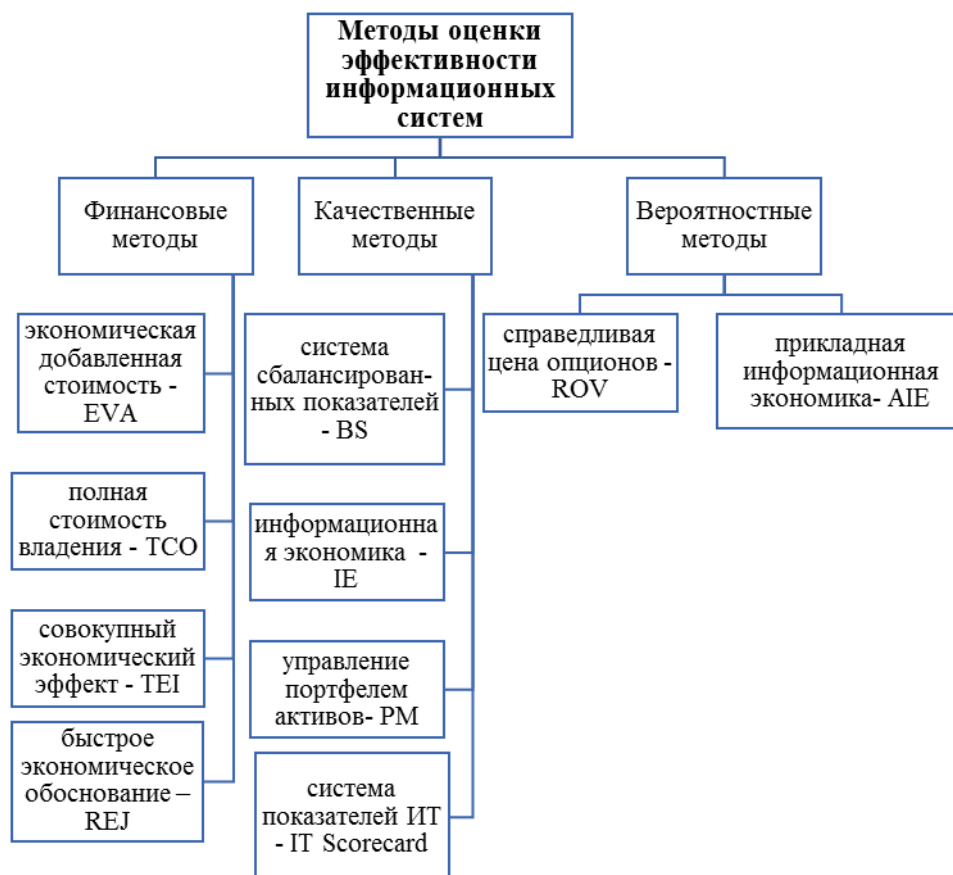 Методы оценки
эффективности
информационных
систем
Финансовые
методы
Качественные
методы
Вероятностные
методы
экономическая
добавленная
стоимость -
EVA
полная
стоимость
владения - TCO
совокупный
экономический
эффект - TEI
быстрое
экономическое
обоснование –
REJ
система
сбалансирован-
ных показателей
- BS
информационна
я экономика -
IE
управление
портфелем
активов- PM
система
показателей ИТ
- IT Scorecard
справедливая
цена опционов -
ROV
прикладная
информационная
экономика- AIE